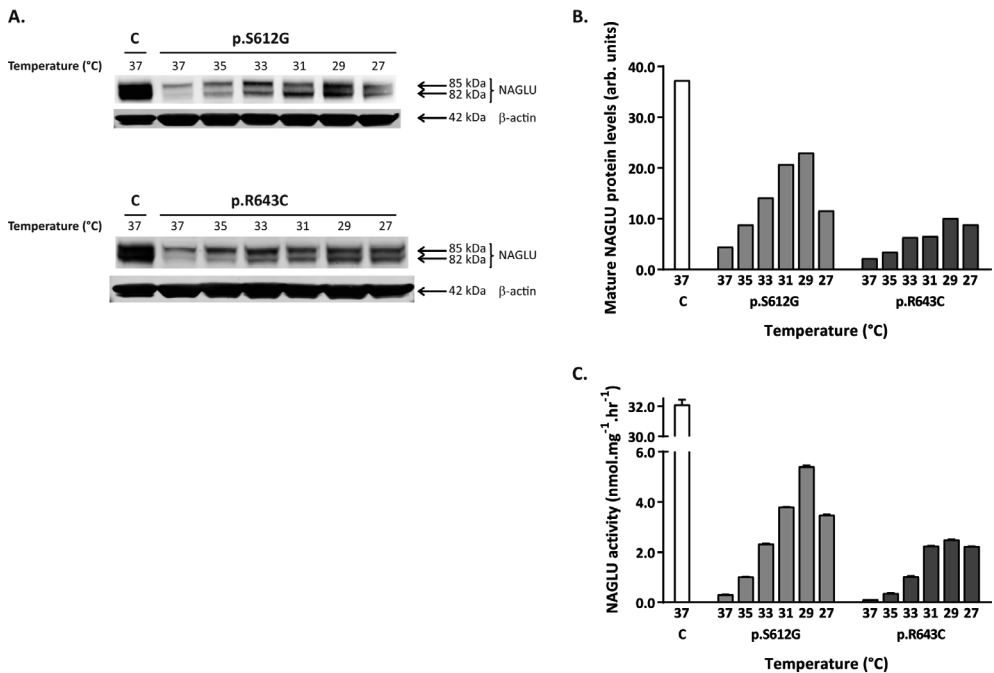 A.
C p.S612G
Temperature (°C) 37 37 35 33 31 29 27
85 kDa
82 kDa
NAGLU
42 kDa β-actin
C p.R643C
Temperature (°C) 37 37 35 33 31 29 27
85 kDa
82 kDa
NAGLU
42 kDa β-actin
B.
Mature NAGLU protein levels (arb. units)
40.0
30.0
20.0
10.0
0.0
37 37 35 33 31 29 27 37 35 33 31 29 27
C p.S612G p.R643C
Temperature (°C)
C.
NAGLU activity (nmol.mg⁻¹.hr⁻¹)
32.0
30.0
6.0
4.0
2.0
0.0
37 37 35 33 31 29 27 37 35 33 31 29 27
C p.S612G p.R643C
Temperature (°C)